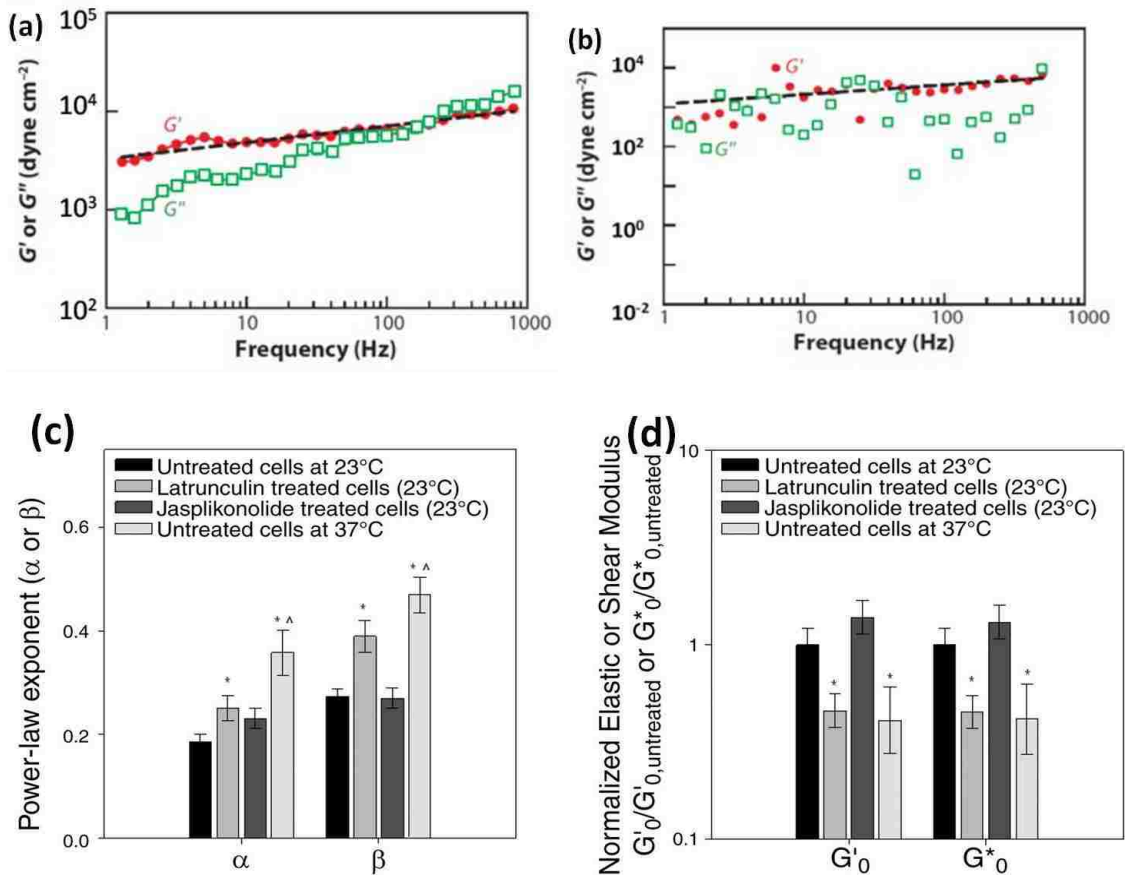 (a)
G' or G" (dyne cm⁻²)
10⁵
10⁴
10³
10²
G'
G"
1
10
100
1000
Frequency (Hz)
(b)
G' or G" (dyne cm⁻²)
10⁴
10²
10⁰
10⁻²
G'
G"
1
10
100
1000
Frequency (Hz)
(c)
Power-law exponent (α or β)
0.6
0.4
0.2
0.0
Untreated cells at 23°C
Latrunculin treated cells (23°C)
Jasplikonolide treated cells (23°C)
Untreated cells at 37°C
*
* ^
*
* ^
α
β
(d)
Normalized Elastic or Shear Modulus
G'0/G'0,untreated or G*0/G*0,untreated
10
1
0.1
Untreated cells at 23°C
Latrunculin treated cells (23°C)
Jasplikonolide treated cells (23°C)
Untreated cells at 37°C
*
*
*
*
G'0
G*0